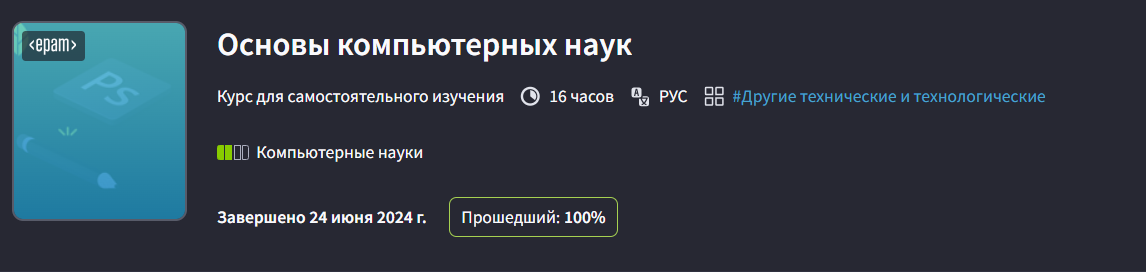 <epam>
Ps
Основы компьютерных наук
Курс для самостоятельного изучения 16 часов РУС #Другие технические и технологические
Компьютерные науки
Завершено 24 июня 2024 г. Прошедший: 100%